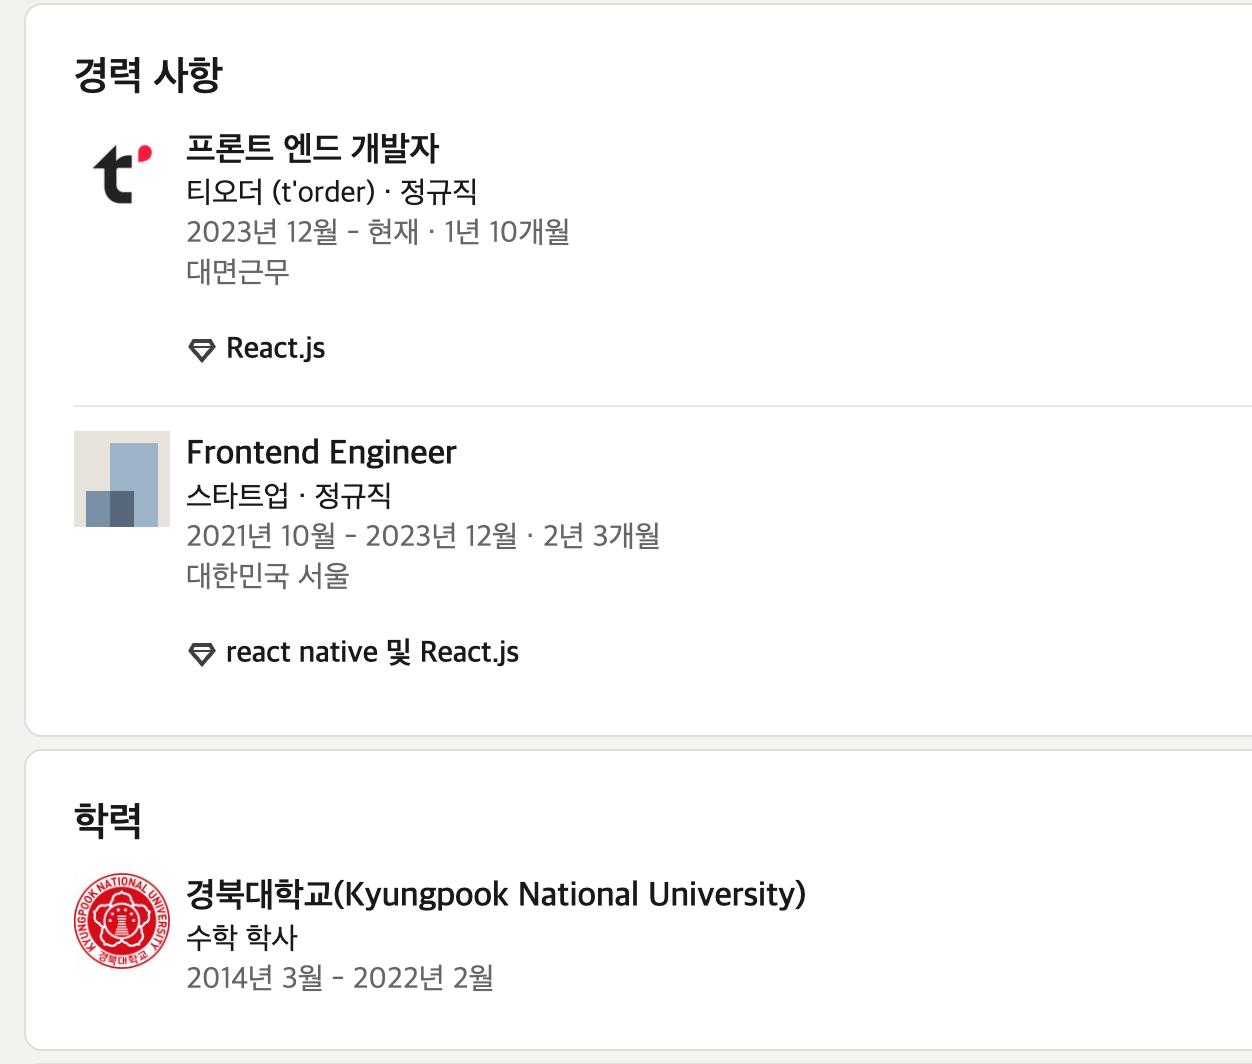 경력 사항
프론트 엔드 개발자
티오더 (t'order) · 정규직
2023년 12월 - 현재 · 1년 10개월
대면근무
React.js
Frontend Engineer
스타트업 · 정규직
2021년 10월 - 2023년 12월 · 2년 3개월
대한민국 서울
react native 및 React.js
학력
KYUNGPOOK NATIONAL UNIVERSITY
경북대학교
경북대학교(Kyungpook National University)
수학 학사
2014년 3월 - 2022년 2월